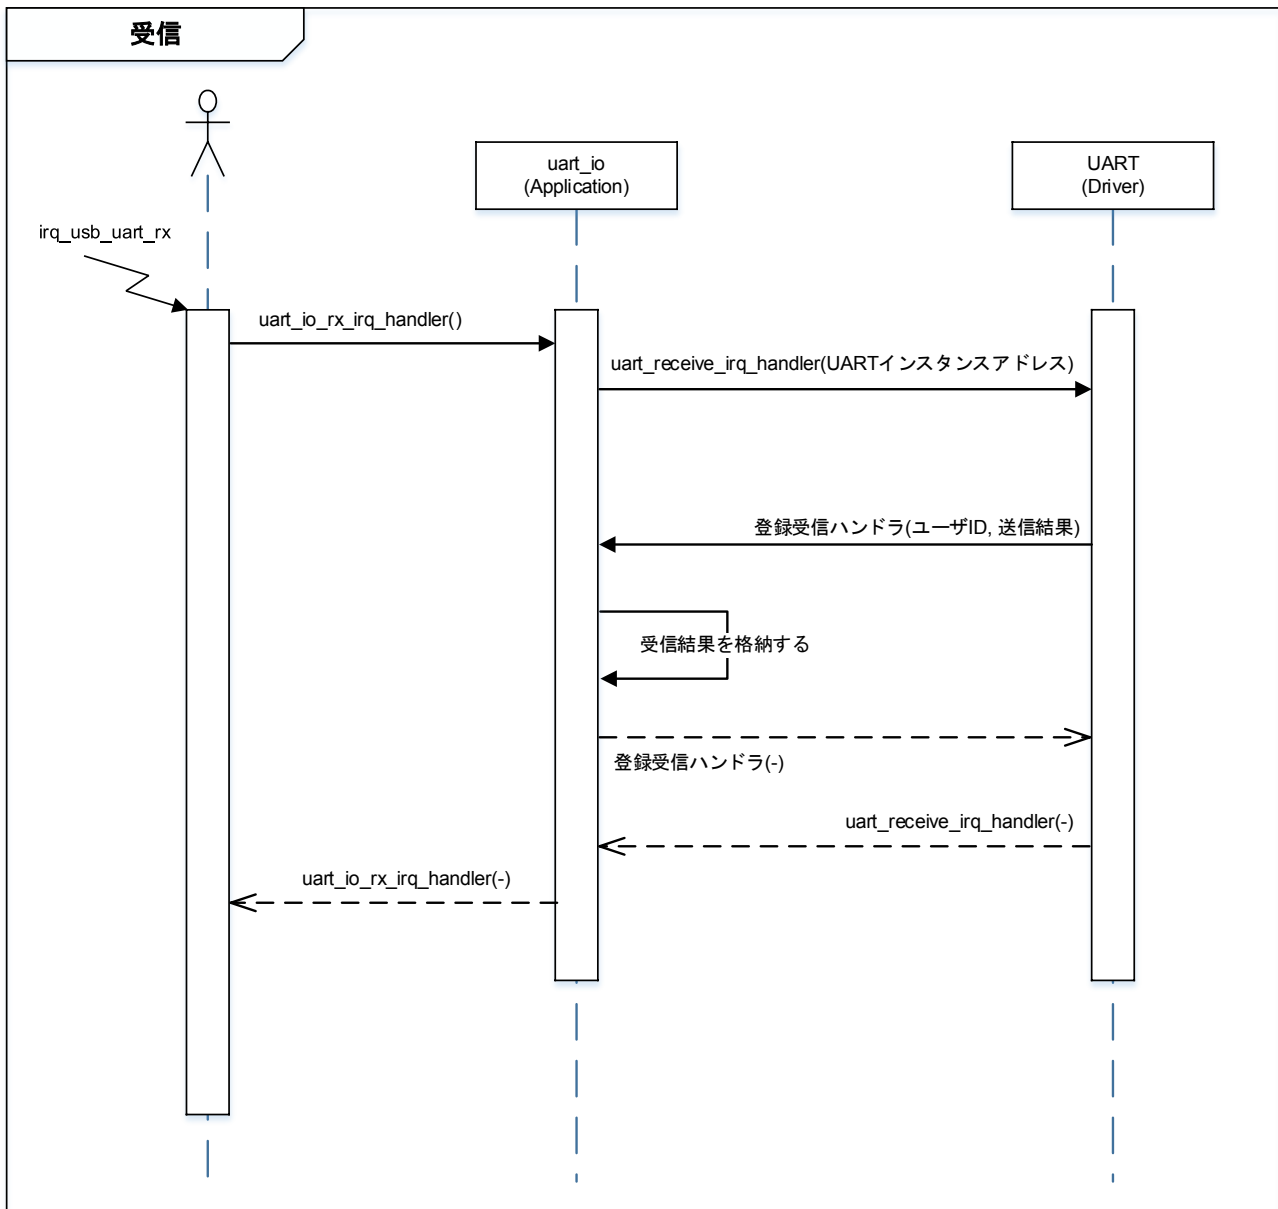 受信
uart_io
(Application)
UART
(Driver)
irq_usb_uart_rx
uart_io_rx_irq_handler()
uart_receive_irq_handler(UARTインスタンスアドレス)
登録受信ハンドラ(ユーザID, 送信結果)
受信結果を格納する
登録受信ハンドラ(-)
uart_receive_irq_handler(-)
uart_io_rx_irq_handler(-)